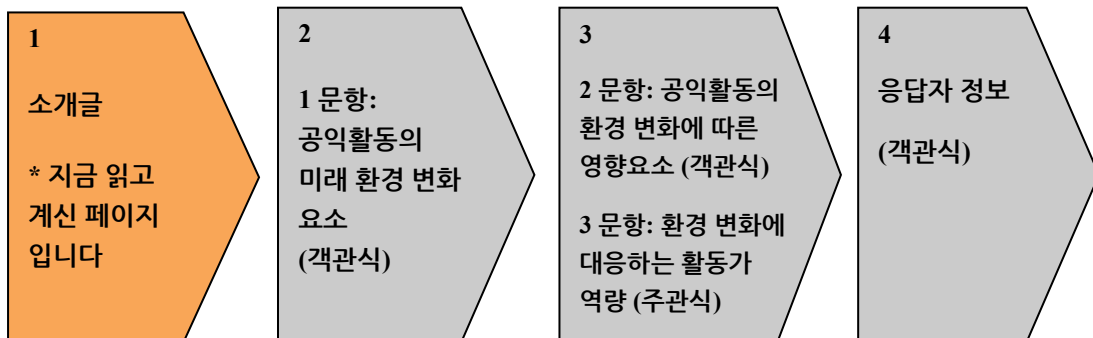 1
소개글
* 지금 읽고
계신 페이지
입니다
2
1 문항:
공익활동의
미래 환경 변화
요소
(객관식)
3
2 문항: 공익활동의
환경 변화에 따른
영향요소 (객관식)
3 문항: 환경 변화에
대응하는 활동가
역량 (주관식)
4
응답자 정보
(객관식)